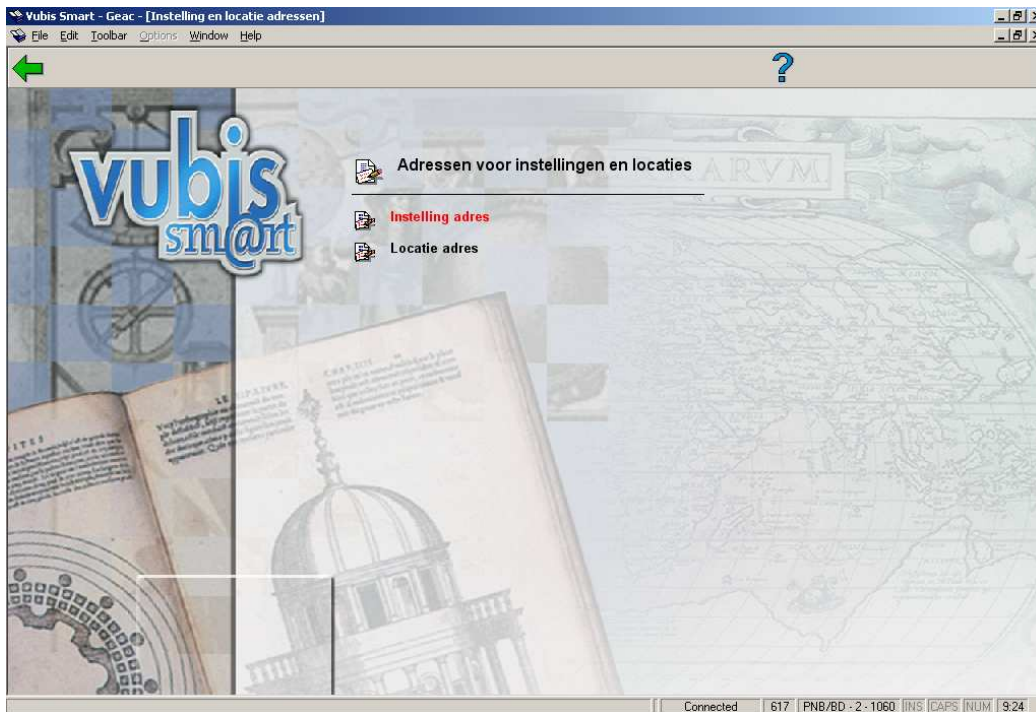 Vubis Smart - Geac - [Instelling en locatie adressen]
File Edit Toolbar Options Window Help
?
vubis
sm@rt
ARVM
Adressen voor instellingen en locaties
Instelling adres
Locatie adres
Connected 617 PNB/BD - 2 - 1060 INS CAPS NUM 9:24